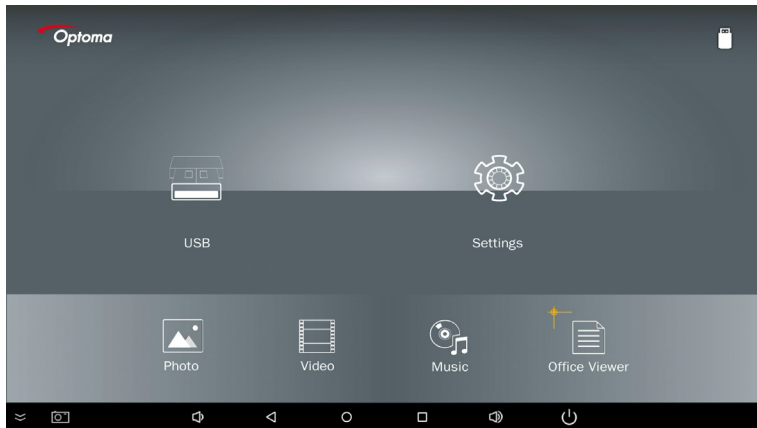 Optoma
USB
Settings
Photo
Video
Music
Office Viewer